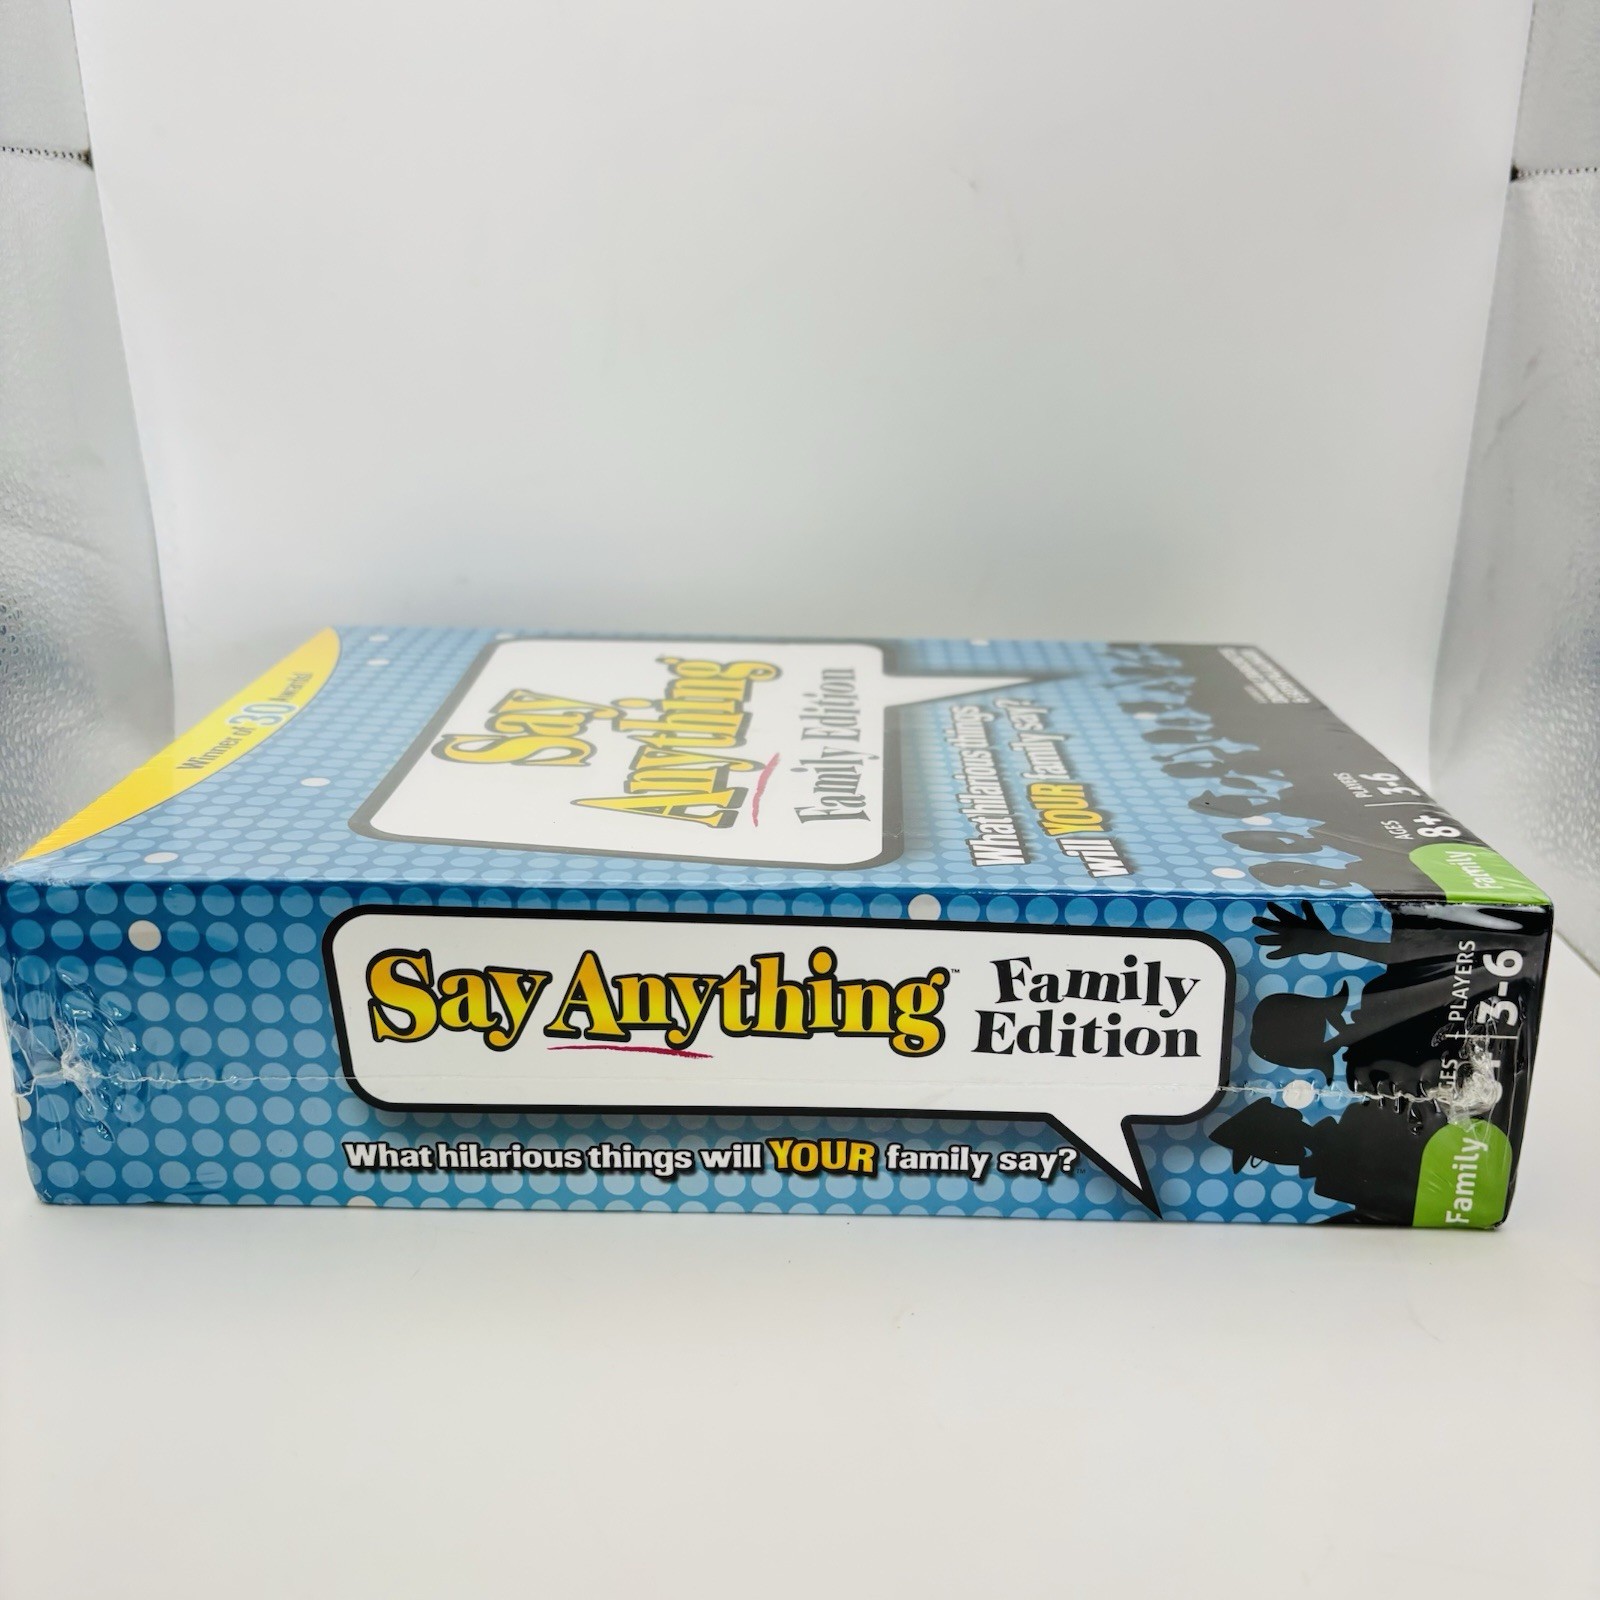 Winner of 30 Awards!
Say
Anything
Family Edition
What hilarious things
will YOUR family say?
AGES
8+
PLAYERS
3-6
Family
Say Anything™
Family
Edition
What hilarious things will YOUR family say?
PLAYERS
3-6
Family